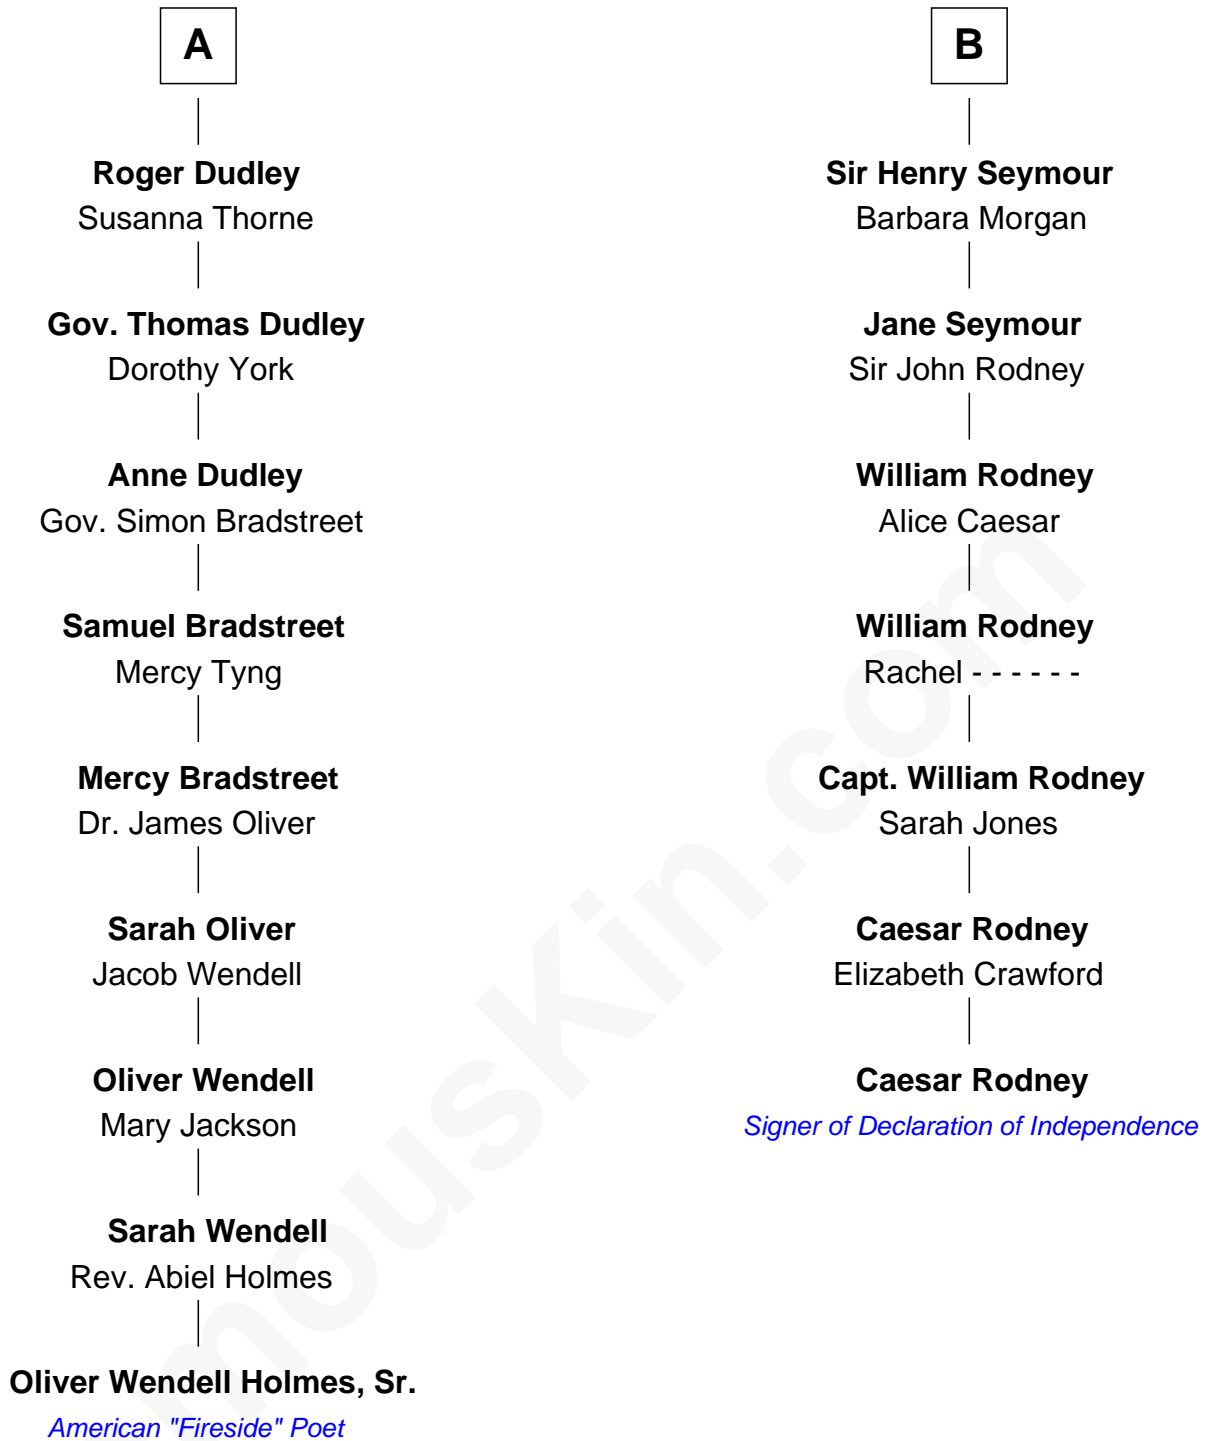 A
Roger Dudley
Susanna Thorne
Gov. Thomas Dudley
Dorothy York
Anne Dudley
Gov. Simon Bradstreet
Samuel Bradstreet
Mercy Tyng
Mercy Bradstreet
Dr. James Oliver
Sarah Oliver
Jacob Wendell
Oliver Wendell
Mary Jackson
Sarah Wendell
Rev. Abiel Holmes
Oliver Wendell Holmes, Sr.
American "Fireside" Poet
B
Sir Henry Seymour
Barbara Morgan
Jane Seymour
Sir John Rodney
William Rodney
Alice Caesar
William Rodney
Rachel - - - - - -
Capt. William Rodney
Sarah Jones
Caesar Rodney
Elizabeth Crawford
Caesar Rodney
Signer of Declaration of Independence
mousKin.com